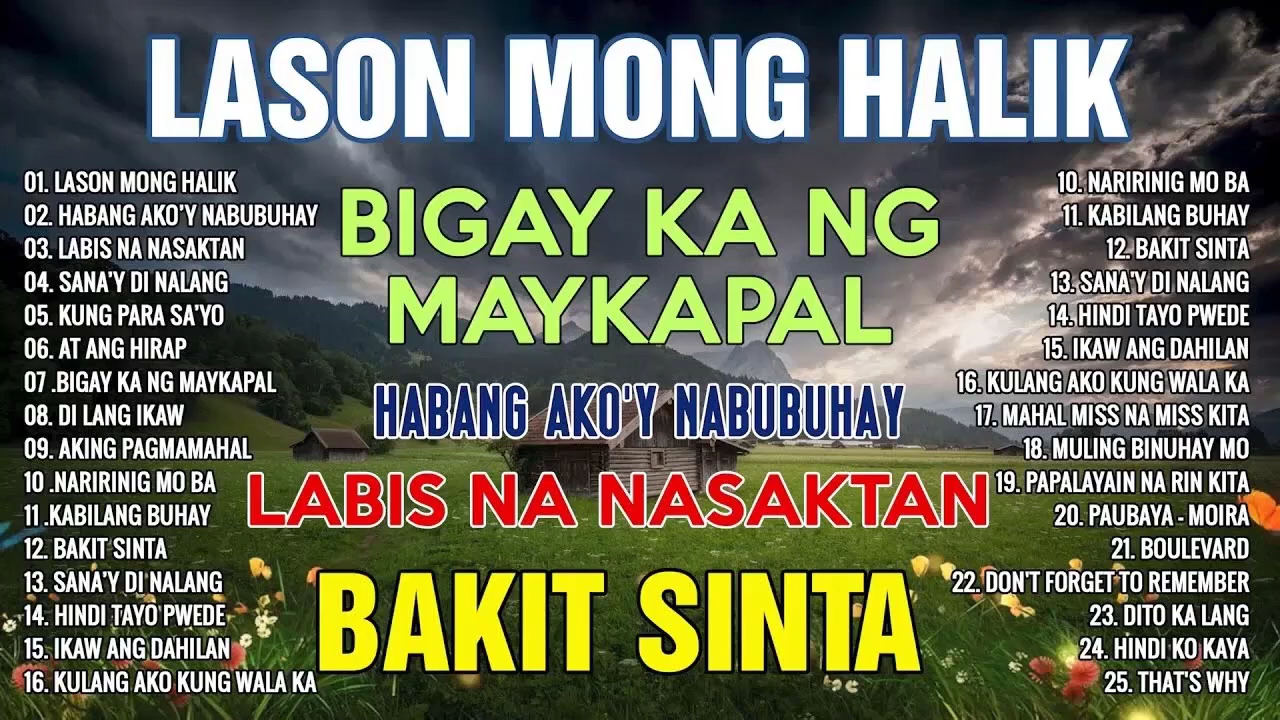 LASON MONG HALIK
01. LASON MONG HALIK
02. HABANG AKO'Y NABUBUHAY
03. LABIS NA NASAKTAN
04. SANA'Y DI NALANG
05. KUNG PARA SA'YO
06. AT ANG HIRAP
07 .BIGAY KA NG MAYKAPAL
08. DI LANG IKAW
09. AKING PAGMAMAHAL
10 .NARIRINIG MO BA
11 .KABILANG BUHAY
12. BAKIT SINTA
13. SANA'Y DI NALANG
14. HINDI TAYO PWEDE
15. IKAW ANG DAHILAN
16. KULANG AKO KUNG WALA KA
BIGAY KA NG
MAYKAPAL
HABANG AKO'Y NABUBUHAY
LABIS NA NASAKTAN
BAKIT SINTA
10. NARIRINIG MO BA
11. KABILANG BUHAY
12. BAKIT SINTA
13. SANA'Y DI NALANG
14. HINDI TAYO PWEDE
15. IKAW ANG DAHILAN
16. KULANG AKO KUNG WALA KA
17. MAHAL MISS NA MISS KITA
18. MULING BINUHAY MO
19. PAPALAYAIN NA RIN KITA
20. PAUBAYA - MOIRA
21. BOULEVARD
22. DON'T FORGET TO REMEMBER
23. DITO KA LANG
24. HINDI KO KAYA
25. THAT'S WHY